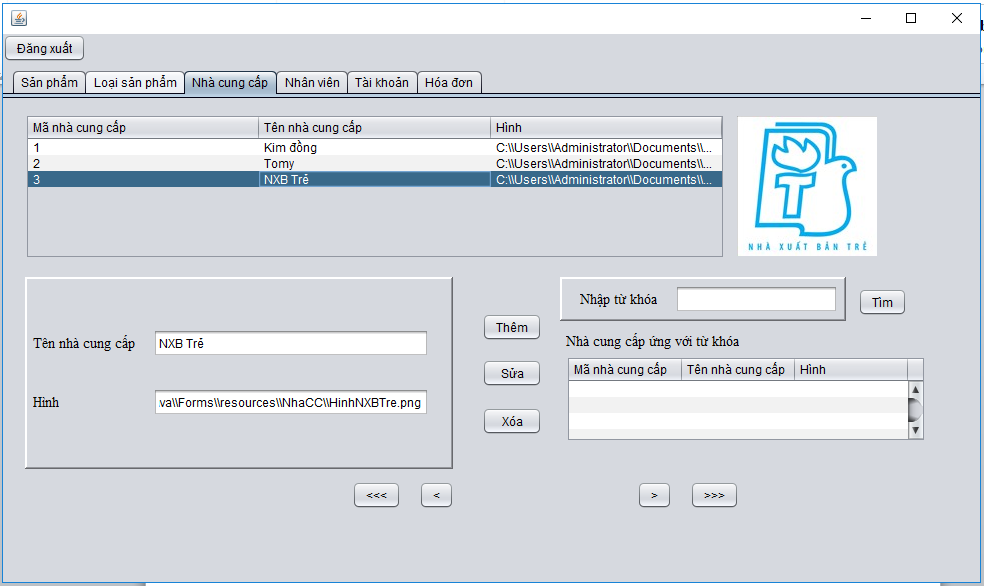 Đăng xuất
Sản phẩm Loại sản phẩm Nhà cung cấp Nhân viên Tài khoản Hóa đơn
Mã nhà cung cấp Tên nhà cung cấp Hình
1 Kim đồng C:\\Users\\Administrator\\Documents\\...
2 Tomy C:\\Users\\Administrator\\Documents\\...
3 NXB Trẻ C:\\Users\\Administrator\\Documents\\...
NHÀ XUẤT BẢN TRẺ
Nhập từ khóa
Tìm
Thêm
Tên nhà cung cấp NXB Trẻ
Nhà cung cấp ứng với từ khóa
Mã nhà cung cấp Tên nhà cung cấp Hình
Sửa
Hình va\\Forms\\resources\\NhaCC\\HinhNXBTre.png
Xóa
<<< < > >>>